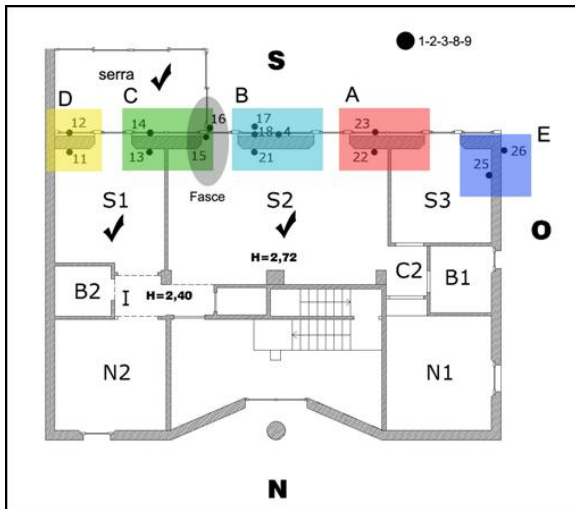 S
1-2-3-8-9
serra
D
C
B
A
E
12
14
16
17
18
4
23
26
11
13
15
21
22
25
Fasce
S1
S2
S3
O
H=2,72
C2
B1
B2
I
H=2,40
N2
N1
N